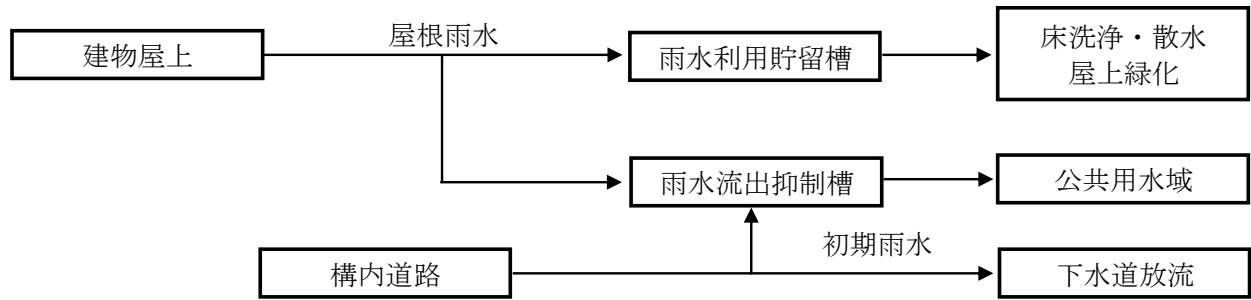 建物屋上
屋根雨水
雨水利用貯留槽
床洗浄・散水
屋上緑化
雨水流出抑制槽
公共用水域
構内道路
初期雨水
下水道放流